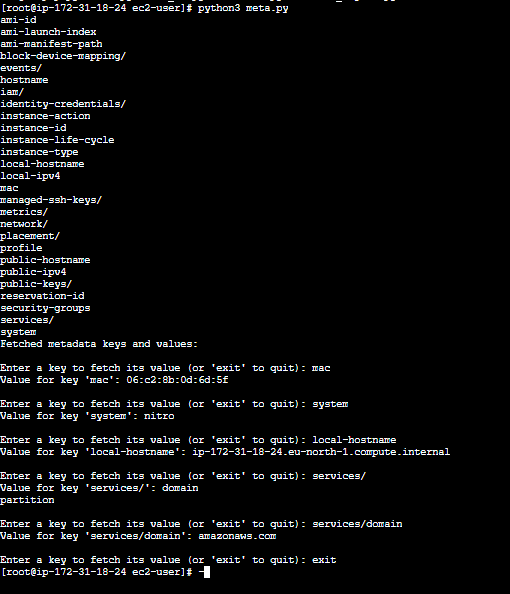 [root@ip-172-31-18-24 ec2-user]# python3 meta.py
ami-id
ami-launch-index
ami-manifest-path
block-device-mapping/
events/
hostname
iam/
identity-credentials/
instance-action
instance-id
instance-life-cycle
instance-type
local-hostname
local-ipv4
mac
managed-ssh-keys/
metrics/
network/
placement/
profile
public-hostname
public-ipv4
public-keys/
reservation-id
security-groups
services/
system
Fetched metadata keys and values:
Enter a key to fetch its value (or 'exit' to quit): mac
Value for key 'mac': 06:c2:8b:0d:6d:5f
Enter a key to fetch its value (or 'exit' to quit): system
Value for key 'system': nitro
Enter a key to fetch its value (or 'exit' to quit): local-hostname
Value for key 'local-hostname': ip-172-31-18-24.eu-north-1.compute.internal
Enter a key to fetch its value (or 'exit' to quit): services/
Value for key 'services/': domain
partition
Enter a key to fetch its value (or 'exit' to quit): services/domain
Value for key 'services/domain': amazonaws.com
Enter a key to fetch its value (or 'exit' to quit): exit
[root@ip-172-31-18-24 ec2-user]# -